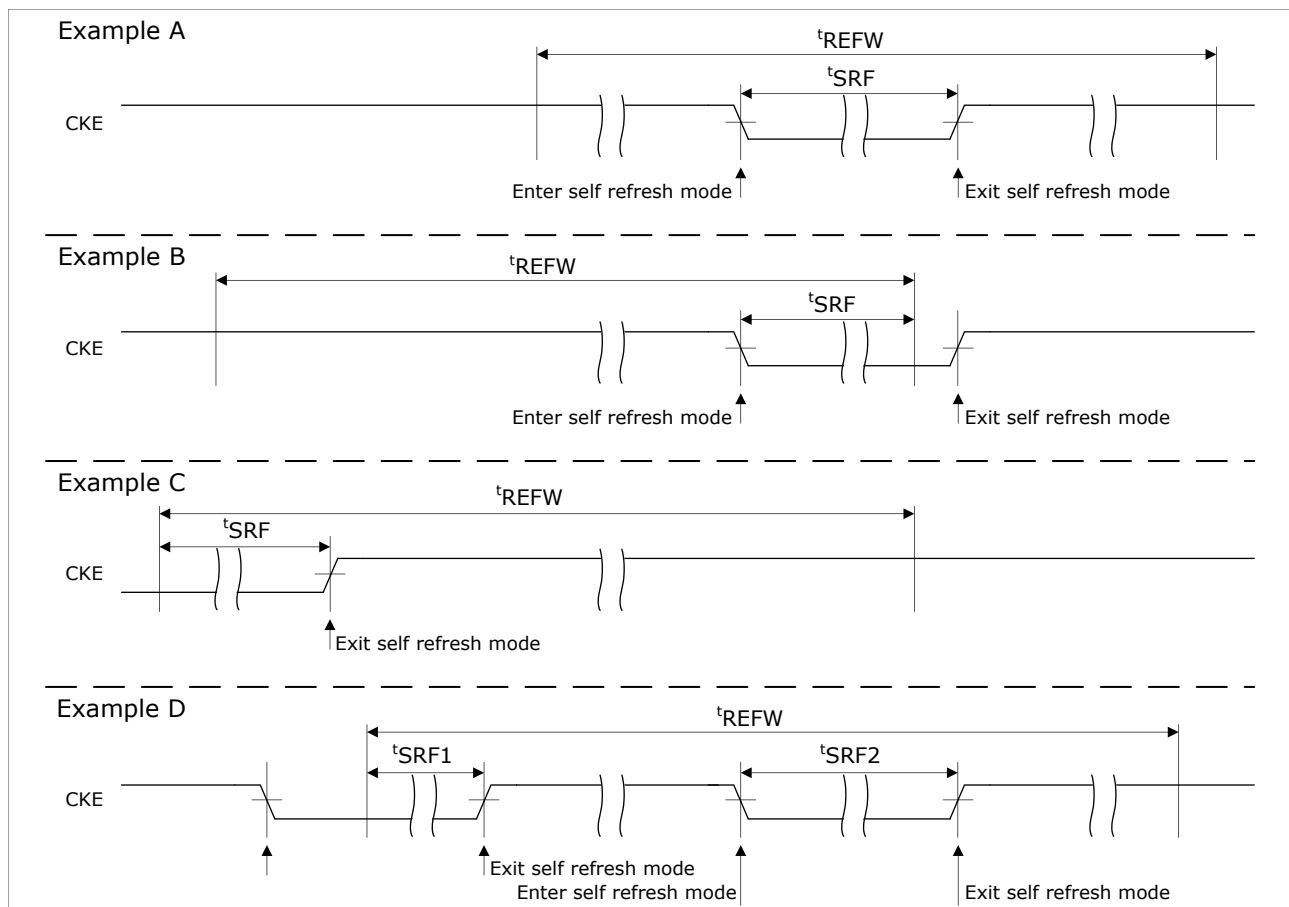 Example A
tREFW
tSRF
CKE
Enter self refresh mode
Exit self refresh mode
Example B
tREFW
tSRF
CKE
Enter self refresh mode
Exit self refresh mode
Example C
tREFW
tSRF
CKE
Exit self refresh mode
Example D
tREFW
tSRF1
tSRF2
CKE
Exit self refresh mode
Enter self refresh mode
Exit self refresh mode